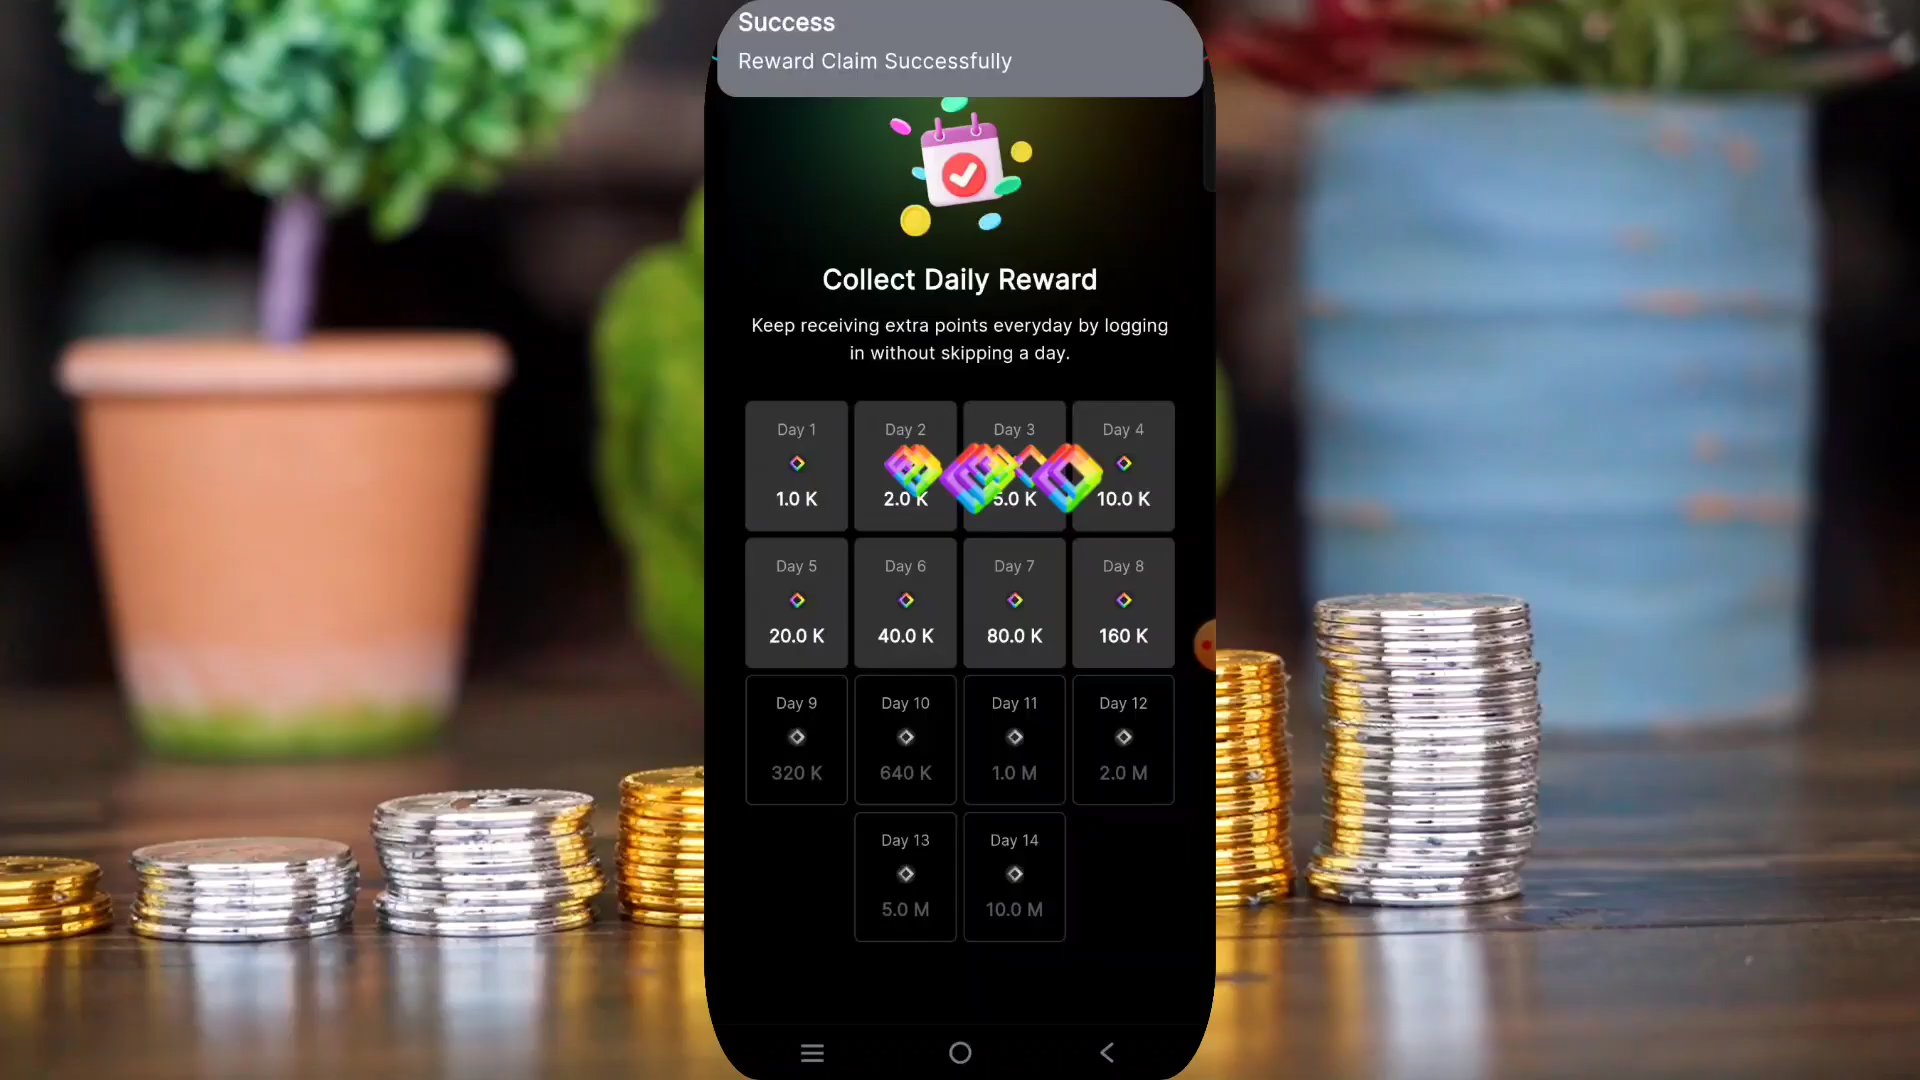 Success
Reward Claim Successfully
Collect Daily Reward
Keep receiving extra points everyday by logging
in without skipping a day.
Day 1
Day 2
Day 3
Day 4
1.0 K
2.0 K
5.0 K
10.0 K
Day 5
Day 6
Day 7
Day 8
20.0 K
40.0 K
80.0 K
160 K
Day 9
Day 10
Day 11
Day 12
320 K
640 K
1.0 M
2.0 M
Day 13
Day 14
5.0 M
10.0 M